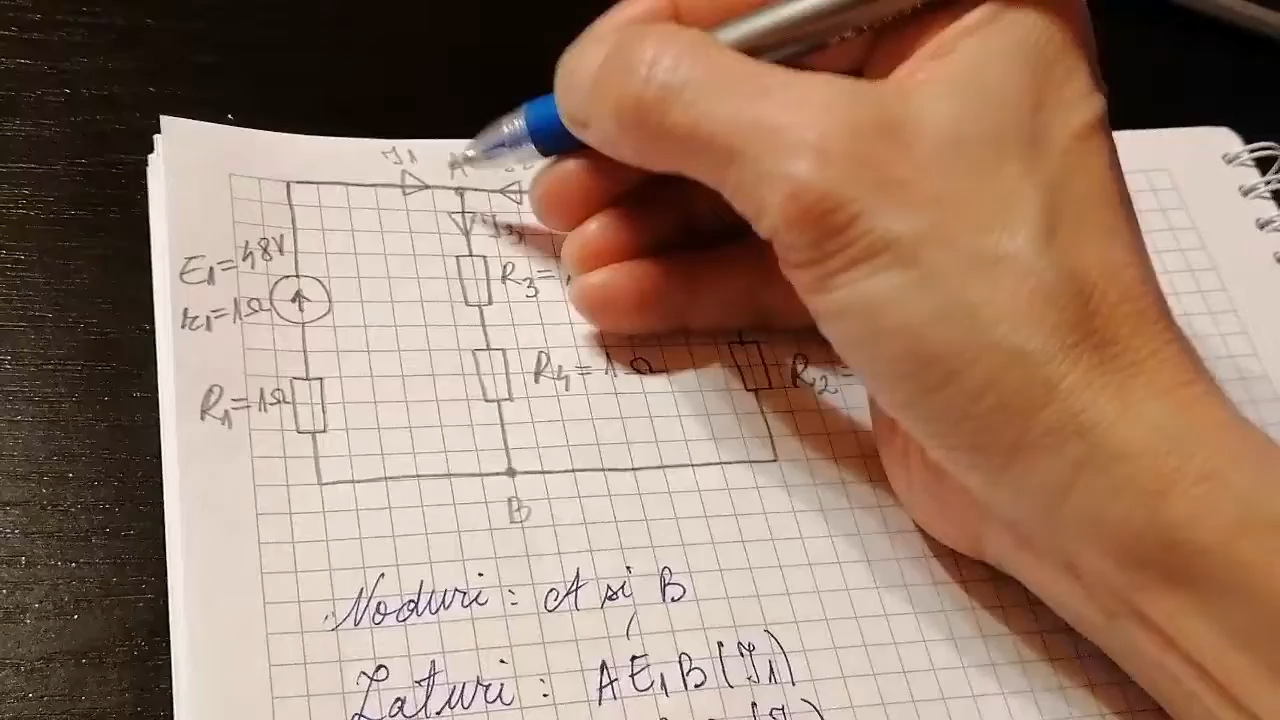 I1 A
I3
E1=48V
r1=1Ω
R3=
R1=1Ω
R4=1Ω
R2=
B
Noduri: A și B
Laturi: AE1B (I1)